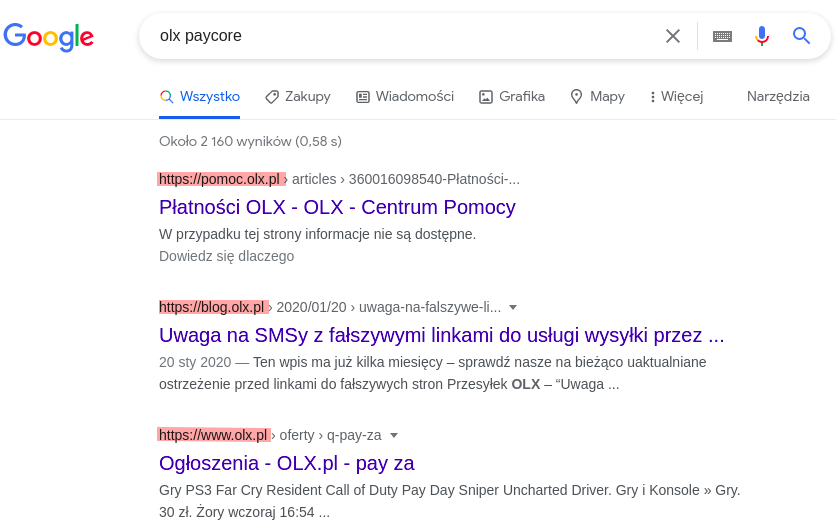 Google olx paycore
Wszystko Zakupy Wiadomości Grafika Mapy Więcej Narzędzia
Około 2 160 wyników (0,58 s)
https://pomoc.olx.pl › articles › 360016098540-Płatności-...
Płatności OLX - OLX - Centrum Pomocy
W przypadku tej strony informacje nie są dostępne.
Dowiedz się dlaczego
https://blog.olx.pl › 2020/01/20 › uwaga-na-falszywe-li...
Uwaga na SMSy z fałszywymi linkami do usługi wysyłki przez ...
20 sty 2020 — Ten wpis ma już kilka miesięcy – sprawdź nasze na bieżąco uaktualniane
ostrzeżenie przed linkami do fałszywych stron Przesyłek OLX – “Uwaga ...
https://www.olx.pl › oferty › q-pay-za
Ogłoszenia - OLX.pl - pay za
Gry PS3 Far Cry Resident Call of Duty Pay Day Sniper Uncharted Driver. Gry i Konsole » Gry.
30 zł. Żory wczoraj 16:54 ...